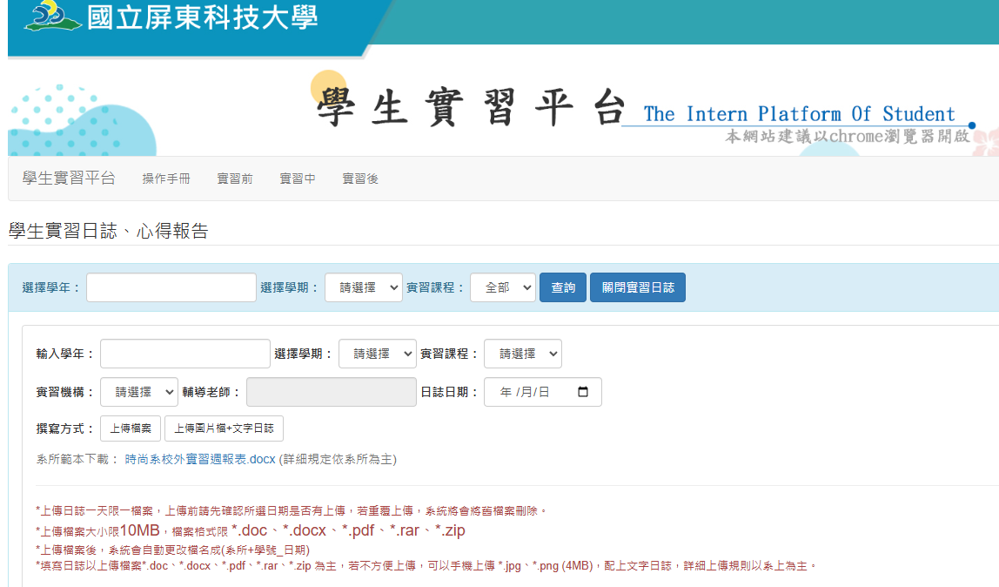 國立屏東科技大學
學生實習平台 The Intern Platform Of Student
本網站建議以chrome瀏覽器開啟
學生實習平台 操作手冊 實習前 實習中 實習後
學生實習日誌、心得報告
選擇學年： 選擇學期： 請選擇 實習課程： 全部 查詢 關閉實習日誌
輸入學年： 選擇學期： 請選擇 實習課程： 請選擇
實習機構： 請選擇 輔導老師： 日誌日期： 年 /月/日
撰寫方式： 上傳檔案 上傳圖片檔+文字日誌
系所範本下載： 時尚系校外實習週報表.docx (詳細規定依系所為主)
*上傳日誌一天限一檔案，上傳前請先確認所選日期是否有上傳，若重覆上傳，系統將會將舊檔案刪除。
*上傳檔案大小限10MB，檔案格式限 *.doc、*.docx、*.pdf、*.rar、*.zip
*上傳檔案後，系統會自動更改檔名成(系所+學號_日期)
*填寫日誌以上傳檔案*.doc、*.docx、*.pdf、*.rar、*.zip 為主，若不方便上傳，可以手機上傳 *.jpg、*.png (4MB)，配上文字日誌，詳細上傳規則以系上為主。